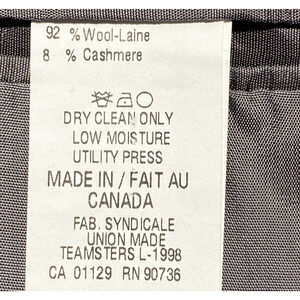 92 % Wool-Laine
8 % Cashmere
DRY CLEAN ONLY
LOW MOISTURE
UTILITY PRESS
MADE IN / FAIT AU
CANADA
FAB. SYNDICALE
UNION MADE
TEAMSTERS L-1998
CA 01129 RN 90736